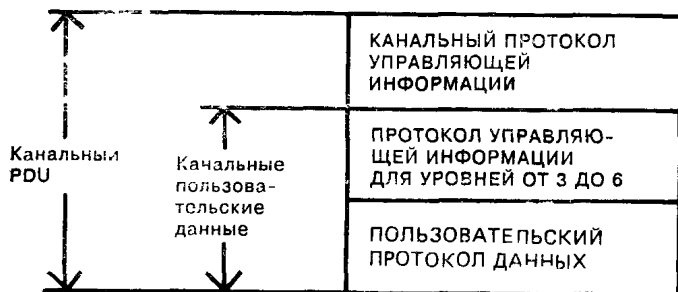 КАНАЛЬНЫЙ ПРОТОКОЛ
УПРАВЛЯЮЩЕЙ
ИНФОРМАЦИИ
Канальный
PDU
Качальные
пользова-
тельские
данные
ПРОТОКОЛ УПРАВЛЯЮ-
ЩЕЙ ИНФОРМАЦИИ
ДЛЯ УРОВНЕЙ ОТ 3 ДО 6
ПОЛЬЗОВАТЕЛЬСКИЙ
ПРОТОКОЛ ДАННЫХ